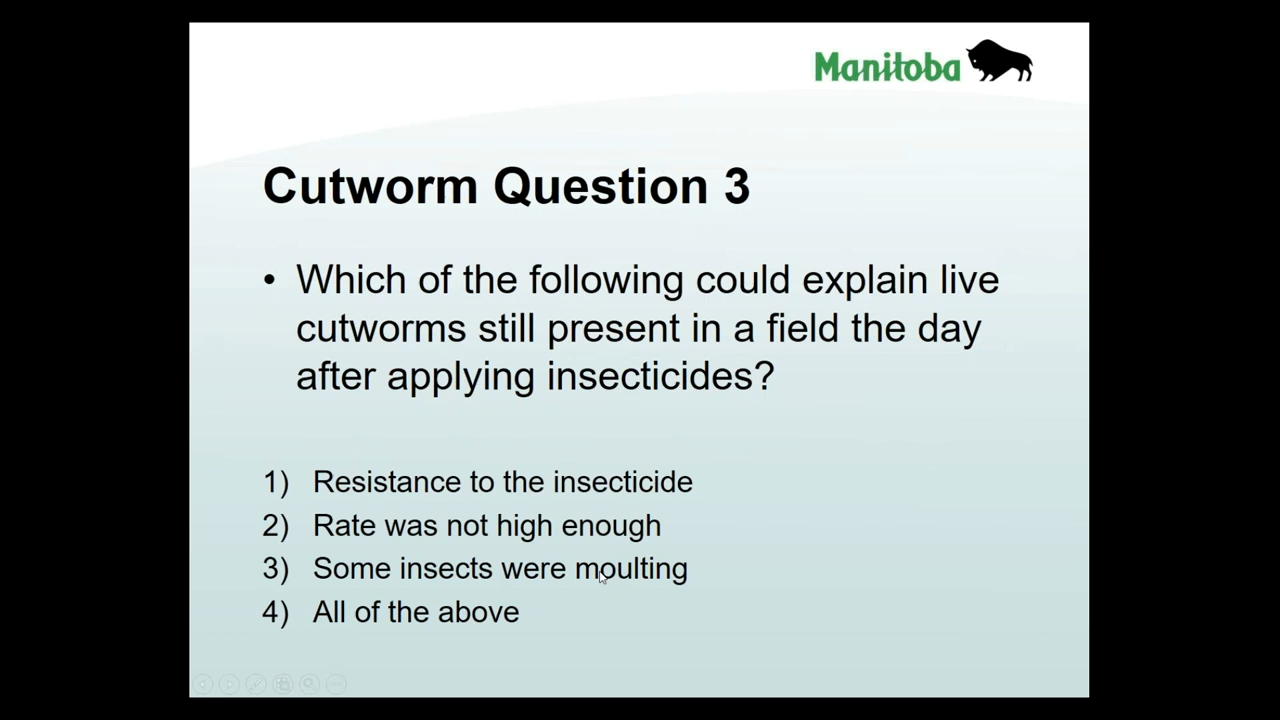 Manitoba
Cutworm Question 3
• Which of the following could explain live
cutworms still present in a field the day
after applying insecticides?
1) Resistance to the insecticide
2) Rate was not high enough
3) Some insects were moulting
4) All of the above